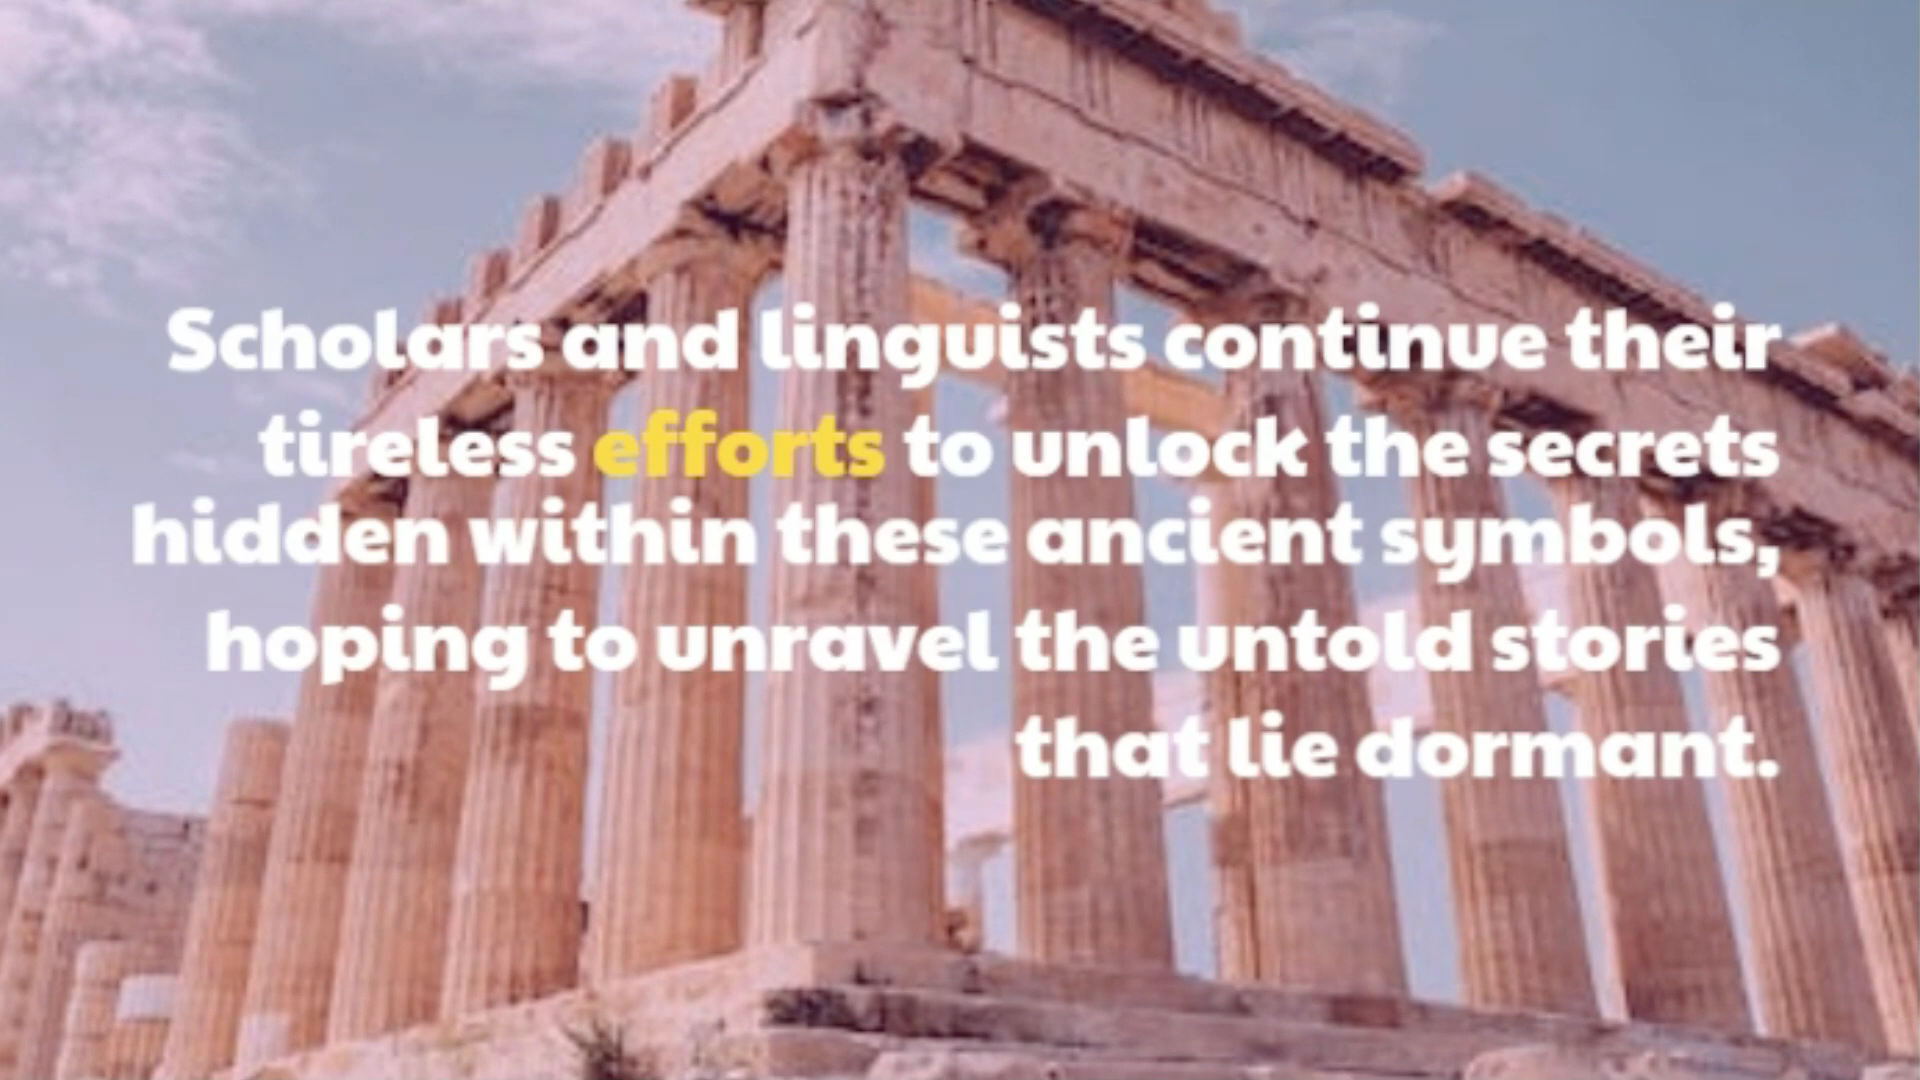 Scholars and linguists continue their
tireless efforts to unlock the secrets
hidden within these ancient symbols,
hoping to unravel the untold stories
that lie dormant.